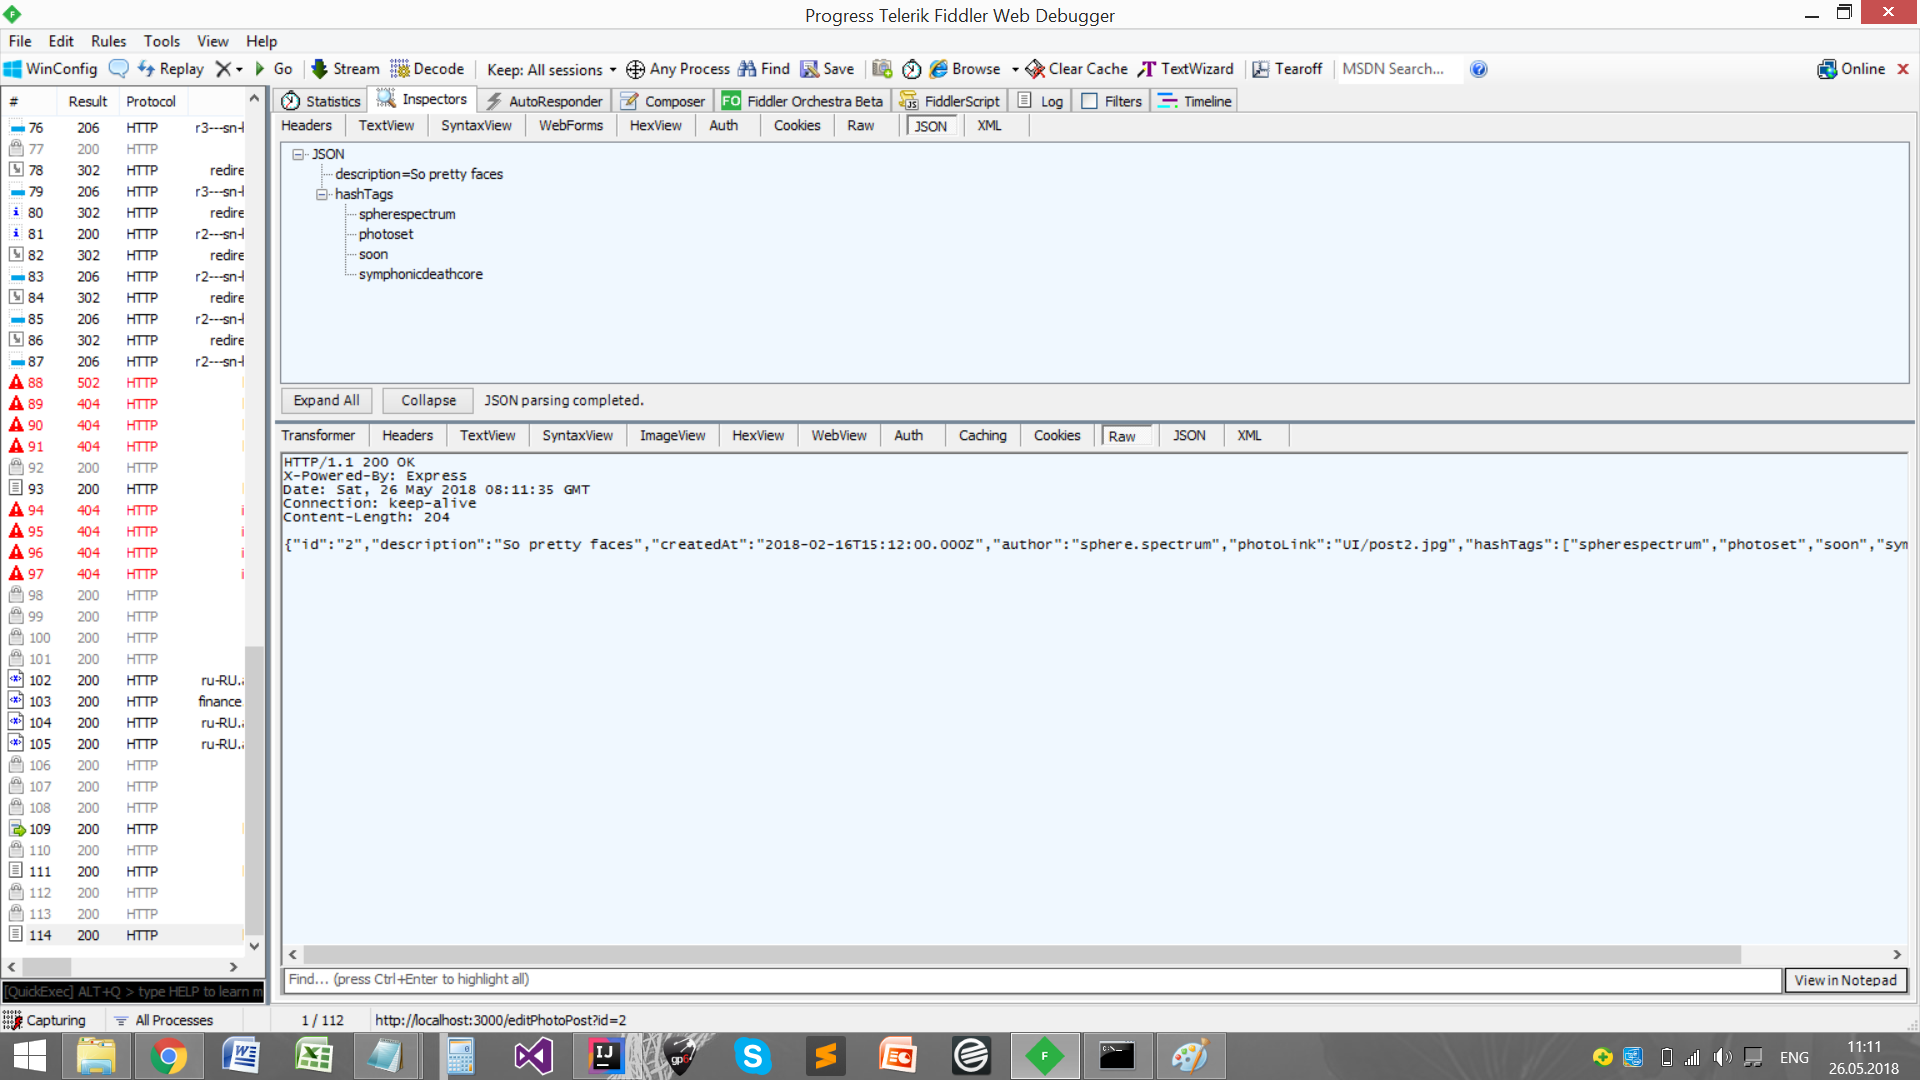 Progress Telerik Fiddler Web Debugger
File Edit Rules Tools View Help
WinConfig Replay Go Stream Decode Keep: All sessions Any Process Find Save Browse Clear Cache TextWizard Tearoff MSDN Search... Online
# Result Protocol
76 206 HTTP r3---sn-
77 200 HTTP
78 302 HTTP redire
79 206 HTTP r3---sn-
80 302 HTTP redire
81 200 HTTP r2---sn-
82 302 HTTP redire
83 206 HTTP r2---sn-
84 302 HTTP redire
85 206 HTTP r2---sn-
86 302 HTTP redire
87 206 HTTP r2---sn-
88 502 HTTP
89 404 HTTP
90 404 HTTP
91 404 HTTP
92 200 HTTP
93 200 HTTP
94 404 HTTP i
95 404 HTTP i
96 404 HTTP i
97 404 HTTP i
98 200 HTTP
99 200 HTTP
100 200 HTTP
101 200 HTTP
102 200 HTTP ru-RU.
103 200 HTTP finance
104 200 HTTP ru-RU.
105 200 HTTP ru-RU.
106 200 HTTP
107 200 HTTP
108 200 HTTP
109 200 HTTP
110 200 HTTP
111 200 HTTP
112 200 HTTP
113 200 HTTP
114 200 HTTP
[QuickExec] ALT+Q > type HELP to learn m
Statistics Inspectors AutoResponder Composer FO Fiddler Orchestra Beta FiddlerScript Log Filters Timeline
Headers TextView SyntaxView WebForms HexView Auth Cookies Raw JSON XML
JSON
description=So pretty faces
hashTags
spherespectrum
photoset
soon
symphonicdeathcore
Expand All Collapse JSON parsing completed.
Transformer Headers TextView SyntaxView ImageView HexView WebView Auth Caching Cookies Raw JSON XML
HTTP/1.1 200 OK
X-Powered-By: Express
Date: Sat, 26 May 2018 08:11:35 GMT
Connection: keep-alive
Content-Length: 204
{"id":"2","description":"So pretty faces","createdAt":"2018-02-16T15:12:00.000Z","author":"sphere.spectrum","photoLink":"UI/post2.jpg","hashTags":["spherespectrum","photoset","soon","sym
Find... (press Ctrl+Enter to highlight all) View in Notepad
Capturing All Processes 1 / 112 http://localhost:3000/editPhotoPost?id=2
ENG 11:11
26.05.2018